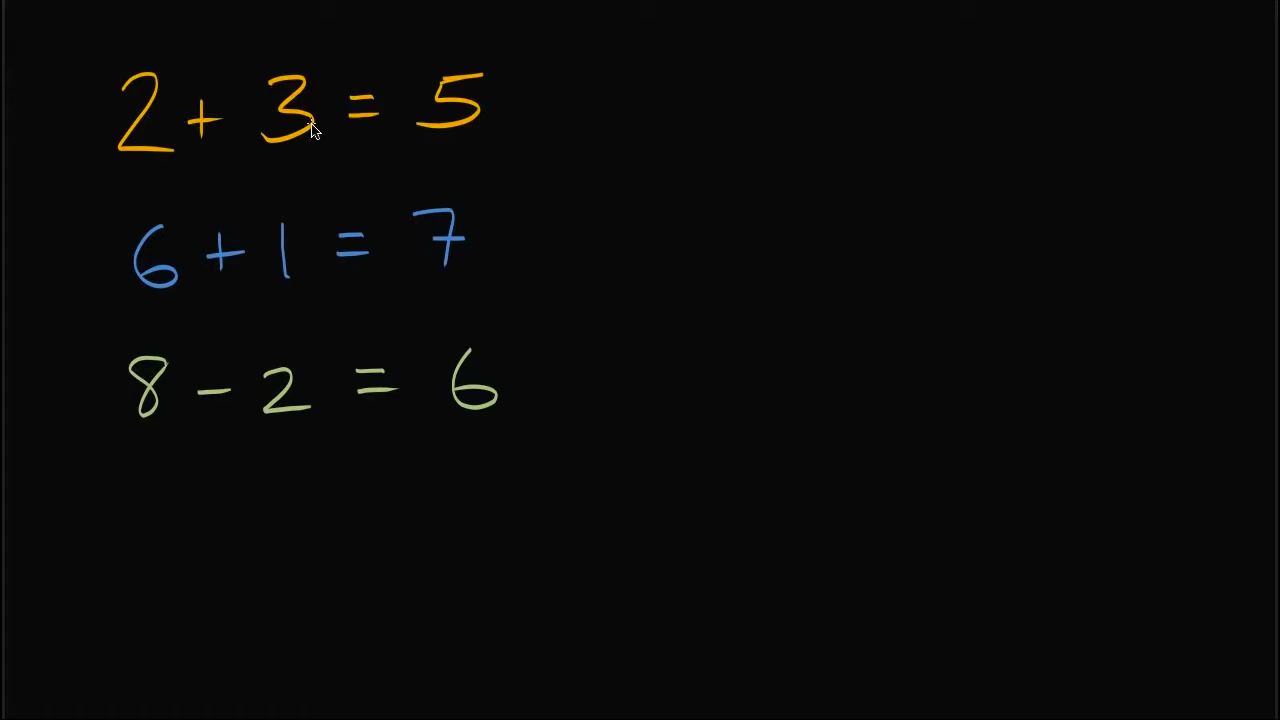 2 + 3 = 5
6 + 1 = 7
8 - 2 = 6